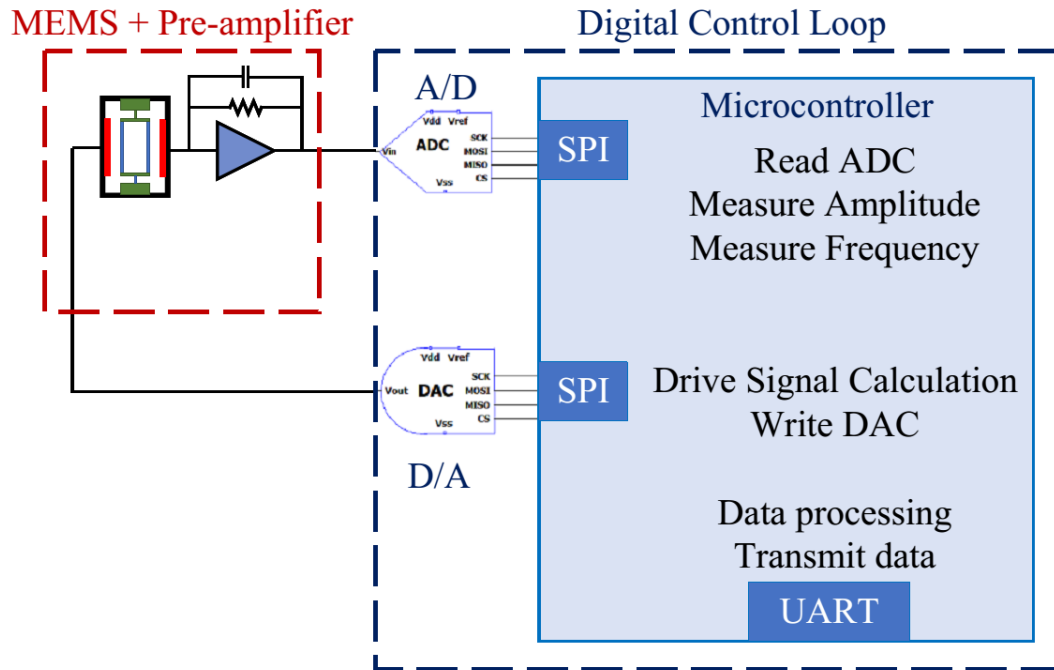 MEMS + Pre-amplifier
Digital Control Loop
A/D
Vdd Vref
ADC
Vin
Vss
SCK
MOSI
MISO
CS
SPI
Microcontroller
Read ADC
Measure Amplitude
Measure Frequency
Vdd Vref
Vout
DAC
Vss
SCK
MOSI
MISO
CS
SPI
D/A
Drive Signal Calculation
Write DAC
Data processing
Transmit data
UART